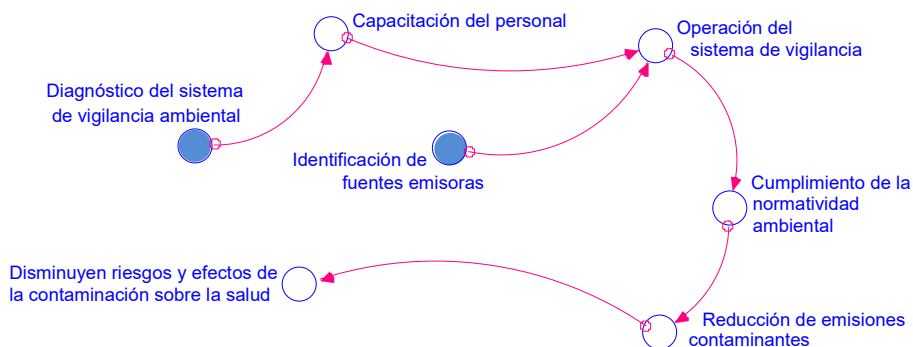 Capacitación del personal
Operación del
sistema de vigilancia
Diagnóstico del sistema
de vigilancia ambiental
Identificación de
fuentes emisoras
Cumplimiento de la
normatividad
ambiental
Disminuyen riesgos y efectos de
la contaminación sobre la salud
Reducción de emisiones
contaminantes